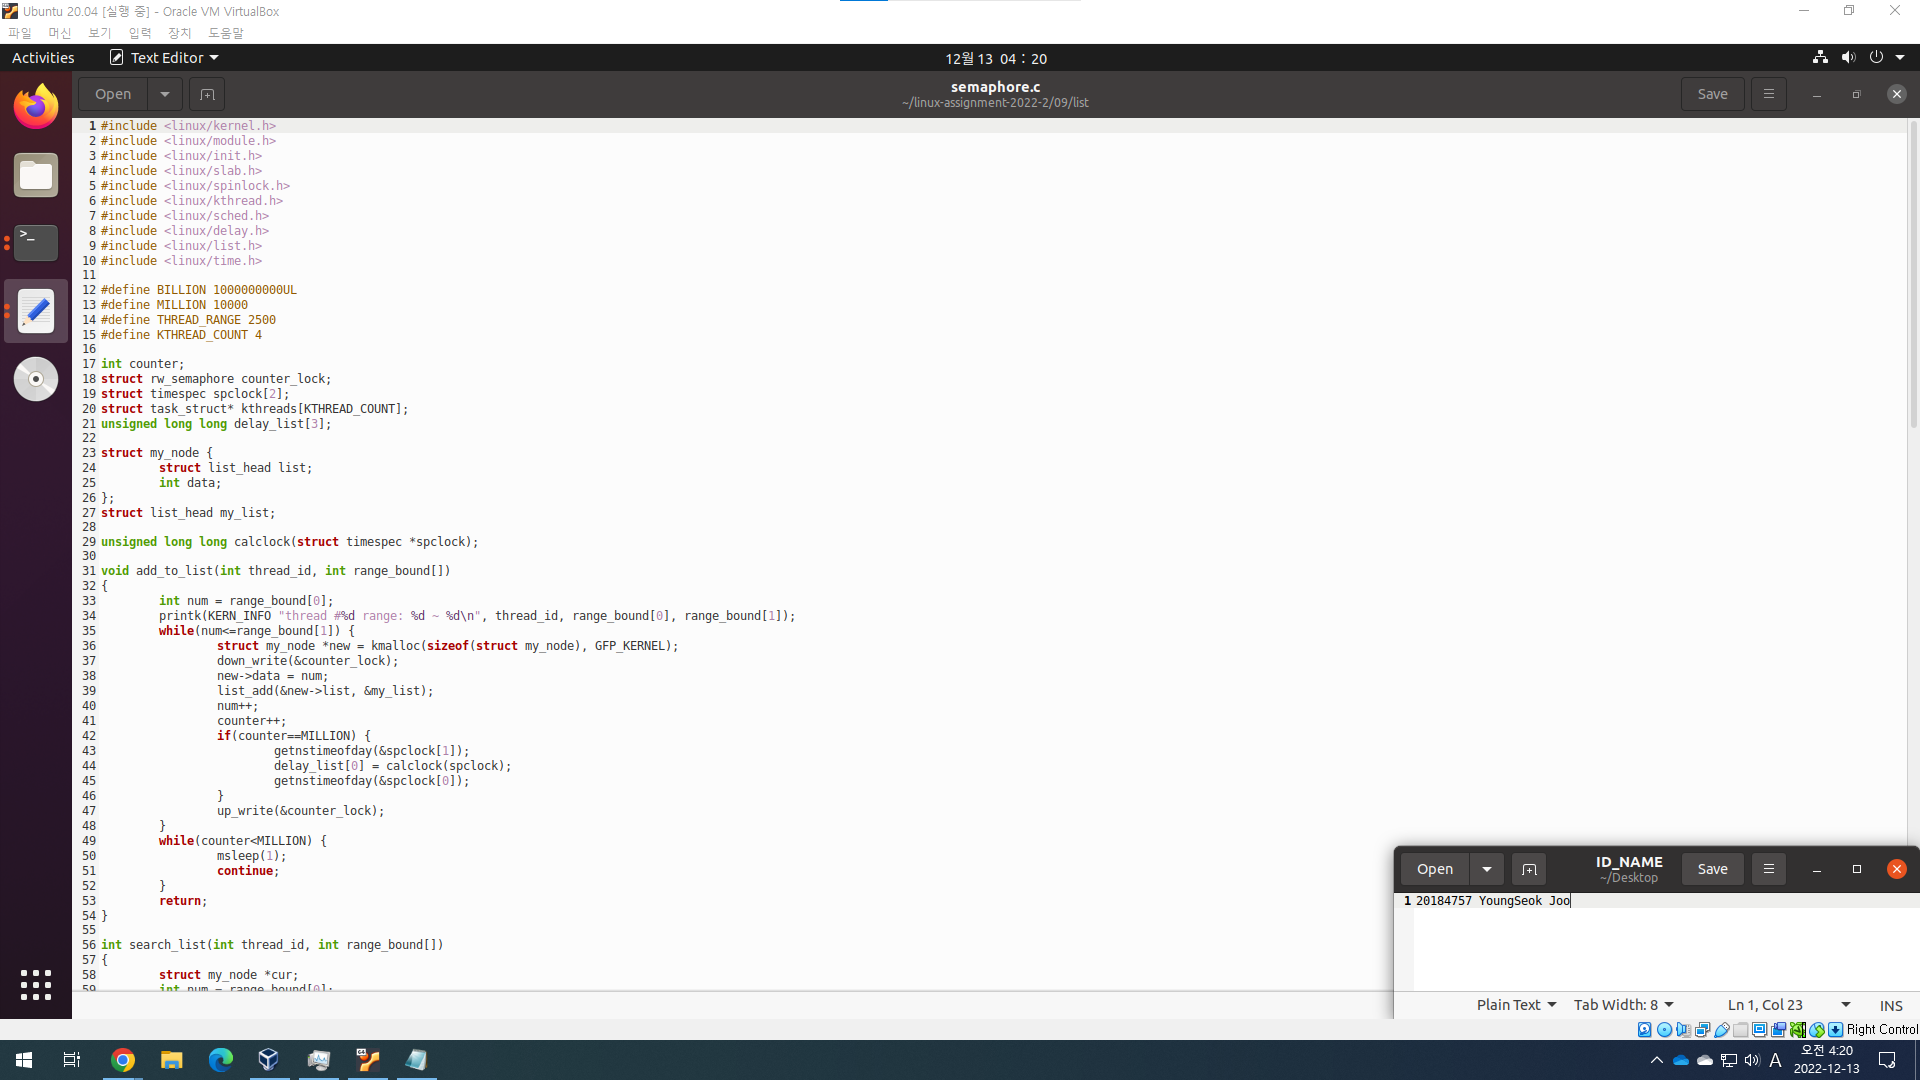 Ubuntu 20.04 [실행 중] - Oracle VM VirtualBox
파일 머신 보기 입력 장치 도움말
Activities Text Editor 12월 13 04 : 20
Open semaphore.c Save
~/linux-assignment-2022-2/09/list
1 #include <linux/kernel.h>
2 #include <linux/module.h>
3 #include <linux/init.h>
4 #include <linux/slab.h>
5 #include <linux/spinlock.h>
6 #include <linux/kthread.h>
7 #include <linux/sched.h>
8 #include <linux/delay.h>
9 #include <linux/list.h>
10 #include <linux/time.h>
11
12 #define BILLION 1000000000UL
13 #define MILLION 10000
14 #define THREAD_RANGE 2500
15 #define KTHREAD_COUNT 4
16
17 int counter;
18 struct rw_semaphore counter_lock;
19 struct timespec spclock[2];
20 struct task_struct* kthreads[KTHREAD_COUNT];
21 unsigned long long delay_list[3];
22
23 struct my_node {
24 struct list_head list;
25 int data;
26 };
27 struct list_head my_list;
28
29 unsigned long long calclock(struct timespec *spclock);
30
31 void add_to_list(int thread_id, int range_bound[])
32 {
33 int num = range_bound[0];
34 printk(KERN_INFO "thread #%d range: %d ~ %d\n", thread_id, range_bound[0], range_bound[1]);
35 while(num<=range_bound[1]) {
36 struct my_node *new = kmalloc(sizeof(struct my_node), GFP_KERNEL);
37 down_write(&counter_lock);
38 new->data = num;
39 list_add(&new->list, &my_list);
40 num++;
41 counter++;
42 if(counter==MILLION) {
43 getnstimeofday(&spclock[1]);
44 delay_list[0] = calclock(spclock);
45 getnstimeofday(&spclock[0]);
46 }
47 up_write(&counter_lock);
48 }
49 while(counter<MILLION) {
50 msleep(1);
51 continue;
52 }
53 return;
54 }
55
56 int search_list(int thread_id, int range_bound[])
57 {
58 struct my_node *cur;
59 int num = range_bound[0];
Open ID_NAME Save
~/Desktop
1 20184757 YoungSeok Joo
Plain Text Tab Width: 8 Ln 1, Col 23 INS
Right Control
A 오전 4:20
2022-12-13